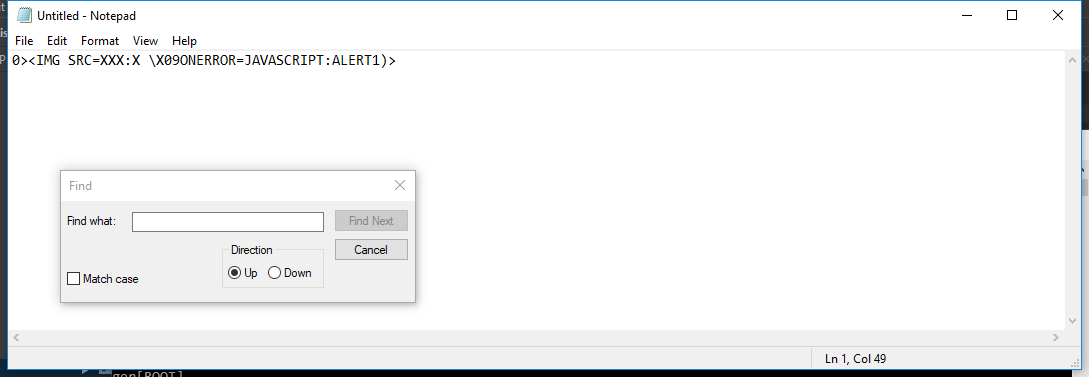 Untitled - Notepad
File Edit Format View Help
0><IMG SRC=XXX:X \X09ONERROR=JAVASCRIPT:ALERT1)>
Find
Find what:
Find Next
Direction
Cancel
Up Down
Match case
Ln 1, Col 49